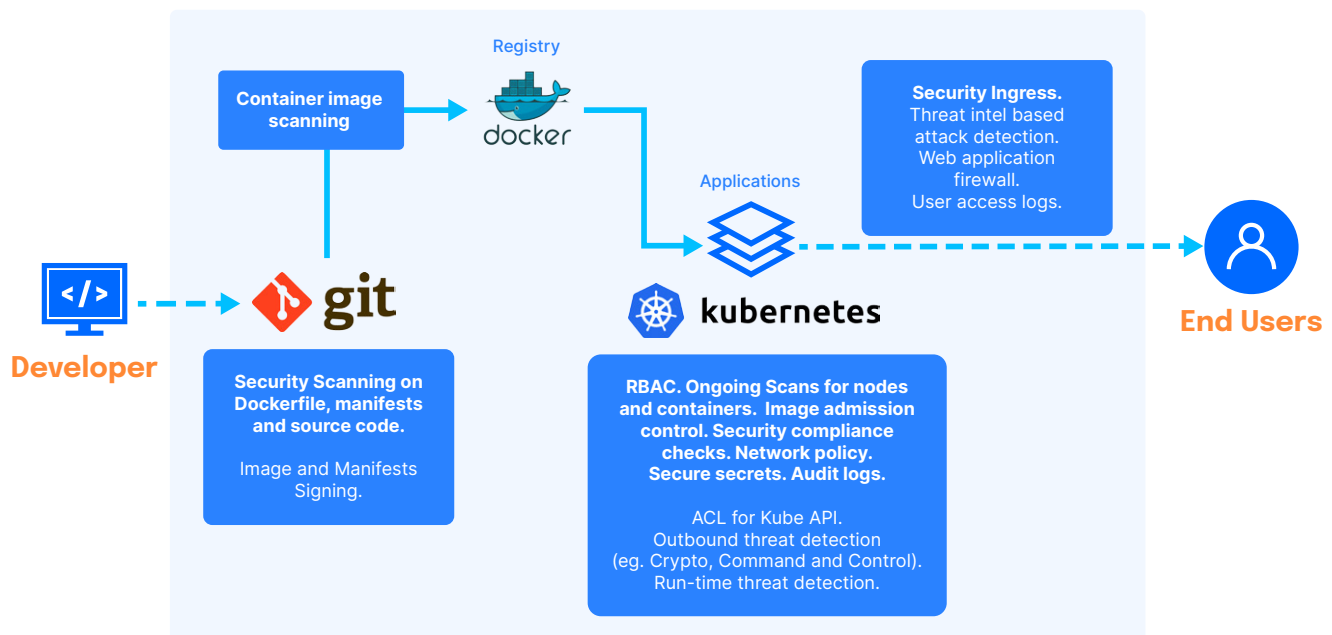 Registry
Container image
scanning
docker
Security Ingress.
Threat intel based
attack detection.
Web application
firewall.
User access logs.
Applications
</>
git
kubernetes
Developer
End Users
Security Scanning on
Dockerfile, manifests
and source code.
Image and Manifests
Signing.
RBAC. Ongoing Scans for nodes
and containers.  Image admission
control. Security compliance
checks. Network policy.
Secure secrets. Audit logs.
ACL for Kube API.
Outbound threat detection
(eg. Crypto, Command and Control).
Run-time threat detection.